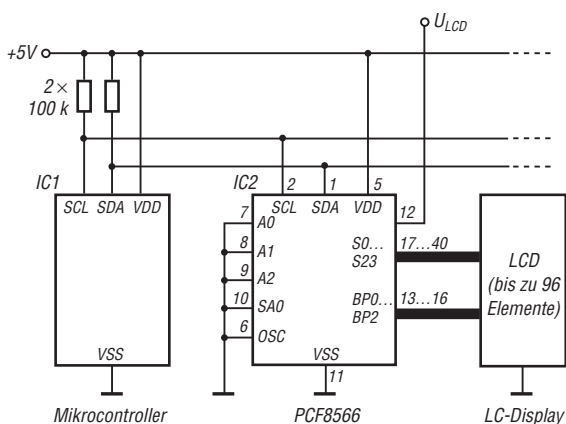 U_LCD
+5V
2×
100 k
IC1
SCL SDA VDD
VSS
Mikrocontroller
IC2
2 1 5
SCL SDA VDD
12
7 A0
8 A1
9 A2
10 SA0
6 OSC
S0... 17...40
S23
BP0... 13...16
BP2
VSS
11
PCF8566
LCD
(bis zu 96
Elemente)
LC-Display